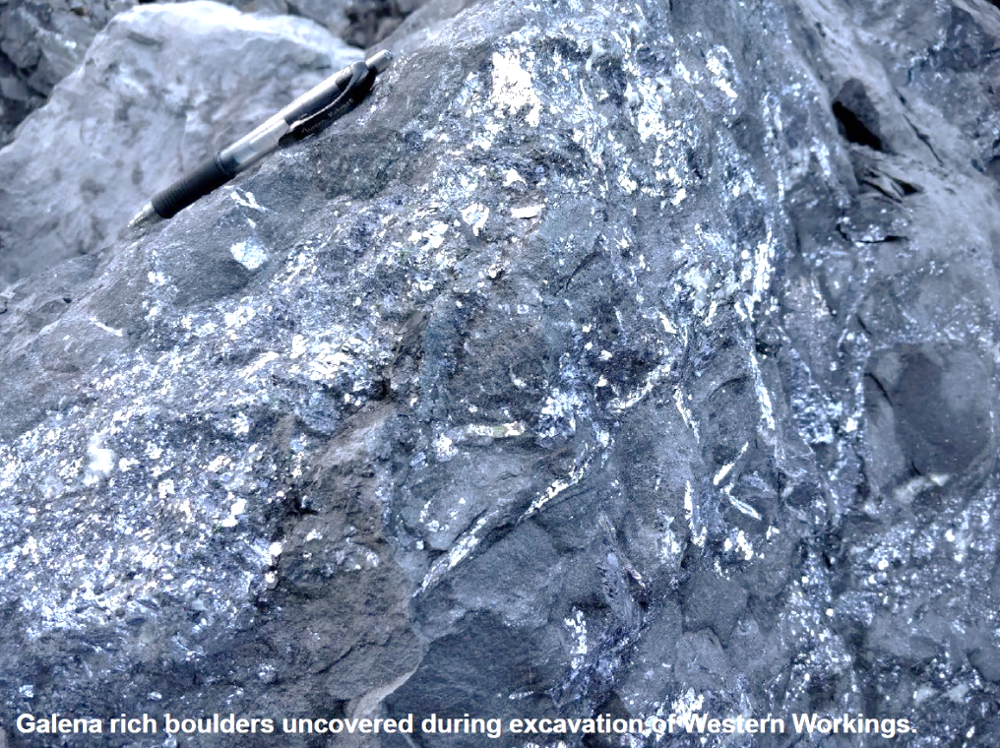 Galena rich boulders uncovered during excavation of Western Workings.